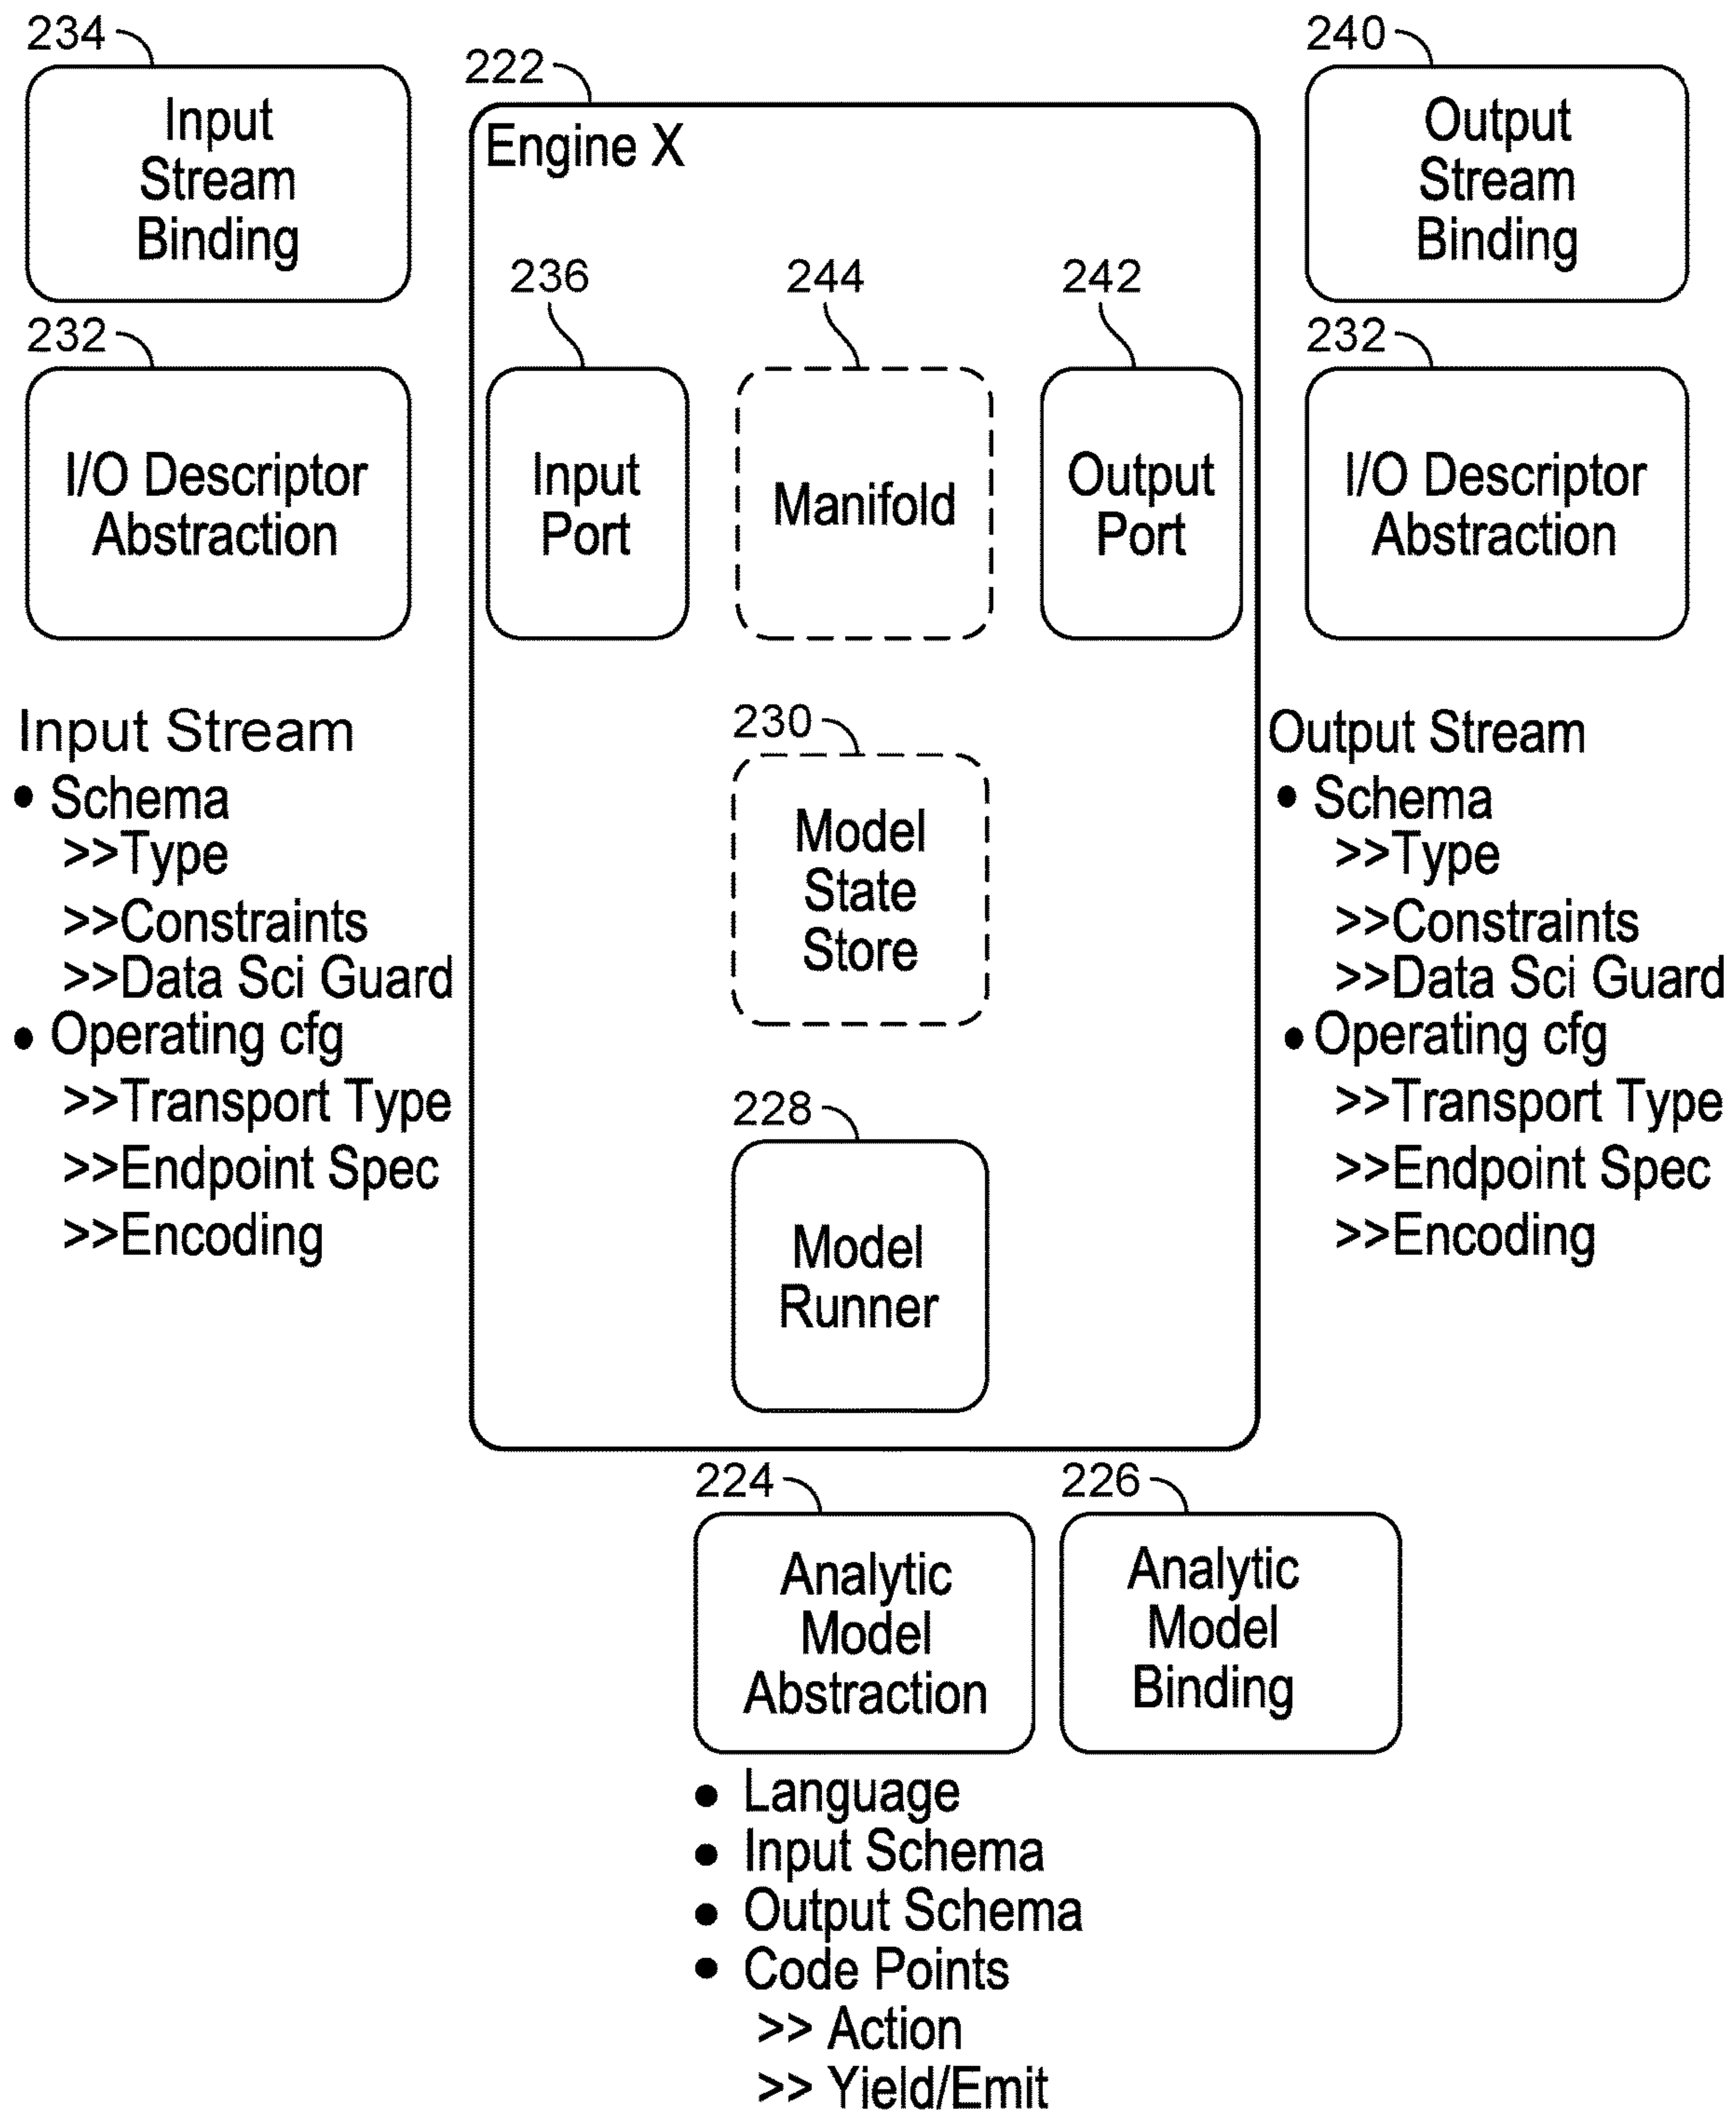 234
Input
Stream
Binding
232
I/O Descriptor
Abstraction
Input Stream
• Schema
>>Type
>>Constraints
>>Data Sci Guard
• Operating cfg
>>Transport Type
>>Endpoint Spec
>>Encoding
222
Engine X
236
Input
Port
244
Manifold
242
Output
Port
230
Model
State
Store
228
Model
Runner
240
Output
Stream
Binding
232
I/O Descriptor
Abstraction
Output Stream
• Schema
>>Type
>>Constraints
>>Data Sci Guard
• Operating cfg
>>Transport Type
>>Endpoint Spec
>>Encoding
224
Analytic
Model
Abstraction
• Language
• Input Schema
• Output Schema
• Code Points
>> Action
>> Yield/Emit
226
Analytic
Model
Binding